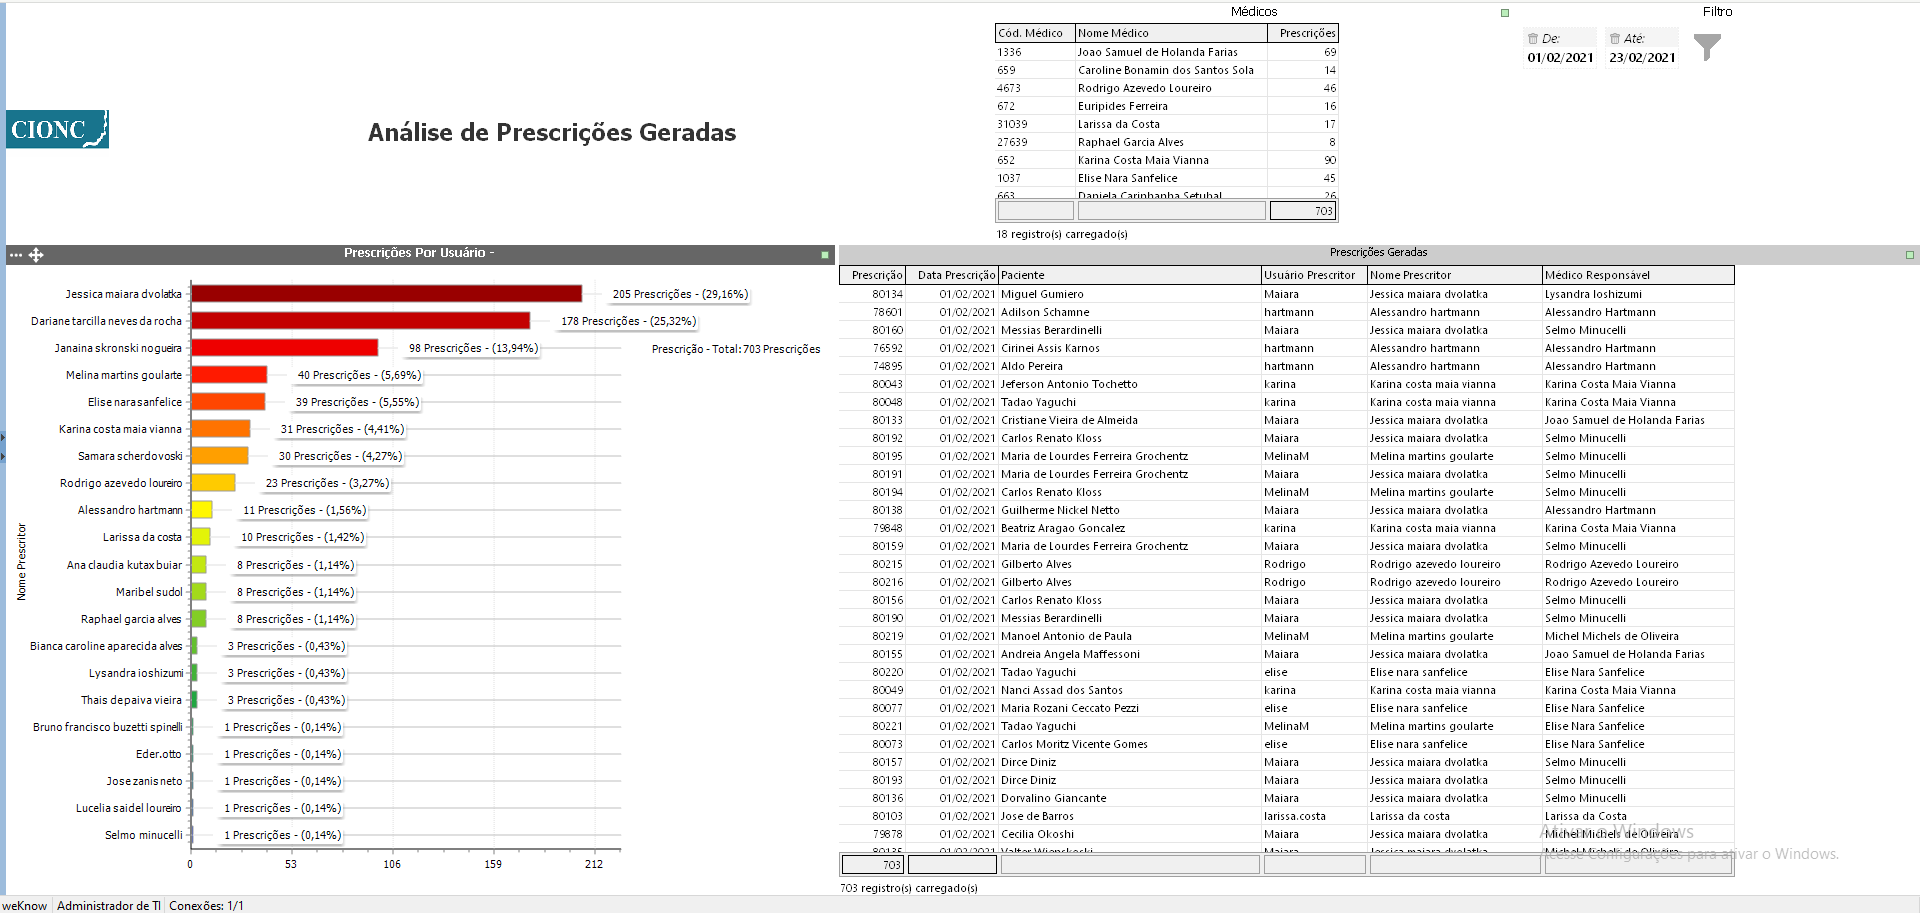 Médicos
Filtro
Cód. Médico Nome Médico Prescrições
1336 Joao Samuel de Holanda Farias 69
659 Caroline Bonamin dos Santos Sola 14
4673 Rodrigo Azevedo Loureiro 46
672 Euripides Ferreira 16
31039 Larissa da Costa 17
27639 Raphael Garcia Alves 8
652 Karina Costa Maia Vianna 90
1037 Elise Nara Sanfelice 45
663 Daniela Carinhanha Setubal 26
703
18 registro(s) carregado(s)
De: Até:
01/02/2021 23/02/2021
CIONC
Análise de Prescrições Geradas
Prescrições Por Usuário -
Jessica maiara dvolatka 205 Prescrições - (29,16%)
Dariane tarcilla neves da rocha 178 Prescrições - (25,32%)
Janaina skronski nogueira 98 Prescrições - (13,94%)
Prescrição - Total:703 Prescrições
Melina martins goularte 40 Prescrições - (5,69%)
Elise nara sanfelice 39 Prescrições - (5,55%)
Karina costa maia vianna 31 Prescrições - (4,41%)
Samara scherdovoski 30 Prescrições - (4,27%)
Rodrigo azevedo loureiro 23 Prescrições - (3,27%)
Alessandro hartmann 11 Prescrições - (1,56%)
Larissa da costa 10 Prescrições - (1,42%)
Ana claudia kutax buiar 8 Prescrições - (1,14%)
Maribel sudol 8 Prescrições - (1,14%)
Raphael garcia alves 8 Prescrições - (1,14%)
Bianca caroline aparecida alves 3 Prescrições - (0,43%)
Lysandra ioshizumi 3 Prescrições - (0,43%)
Thais de paiva vieira 3 Prescrições - (0,43%)
Bruno francisco buzetti spinelli 1 Prescrições - (0,14%)
Eder.otto 1 Prescrições - (0,14%)
Jose zanis neto 1 Prescrições - (0,14%)
Lucelia saidel loureiro 1 Prescrições - (0,14%)
Selmo minucelli 1 Prescrições - (0,14%)
Nome Prescritor
0 53 106 159 212
Prescrições Geradas
Prescrição Data Prescrição Paciente Usuário Prescritor Nome Prescritor Médico Responsável
80134 01/02/2021 Miguel Gumiero Maiara Jessica maiara dvolatka Lysandra Ioshizumi
78601 01/02/2021 Adilson Schamne hartmann Alessandro hartmann Alessandro Hartmann
80160 01/02/2021 Messias Berardinelli Maiara Jessica maiara dvolatka Selmo Minucelli
76592 01/02/2021 Cirinei Assis Karnos hartmann Alessandro hartmann Alessandro Hartmann
74895 01/02/2021 Aldo Pereira hartmann Alessandro hartmann Alessandro Hartmann
80043 01/02/2021 Jeferson Antonio Tochetto karina Karina costa maia vianna Karina Costa Maia Vianna
80048 01/02/2021 Tadao Yaguchi karina Karina costa maia vianna Karina Costa Maia Vianna
80133 01/02/2021 Cristiane Vieira de Almeida Maiara Jessica maiara dvolatka Joao Samuel de Holanda Farias
80192 01/02/2021 Carlos Renato Kloss Maiara Jessica maiara dvolatka Selmo Minucelli
80195 01/02/2021 Maria de Lourdes Ferreira Grochentz MelinaM Melina martins goularte Selmo Minucelli
80191 01/02/2021 Maria de Lourdes Ferreira Grochentz Maiara Jessica maiara dvolatka Selmo Minucelli
80194 01/02/2021 Carlos Renato Kloss MelinaM Melina martins goularte Selmo Minucelli
80138 01/02/2021 Guilherme Nickel Netto Maiara Jessica maiara dvolatka Alessandro Hartmann
79848 01/02/2021 Beatriz Aragao Goncalez karina Karina costa maia vianna Karina Costa Maia Vianna
80159 01/02/2021 Maria de Lourdes Ferreira Grochentz Maiara Jessica maiara dvolatka Selmo Minucelli
80215 01/02/2021 Gilberto Alves Rodrigo Rodrigo azevedo loureiro Rodrigo Azevedo Loureiro
80216 01/02/2021 Gilberto Alves Rodrigo Rodrigo azevedo loureiro Rodrigo Azevedo Loureiro
80156 01/02/2021 Carlos Renato Kloss Maiara Jessica maiara dvolatka Selmo Minucelli
80190 01/02/2021 Messias Berardinelli Maiara Jessica maiara dvolatka Selmo Minucelli
80219 01/02/2021 Manoel Antonio de Paula MelinaM Melina martins goularte Michel Michels de Oliveira
80155 01/02/2021 Andreia Angela Maffessoni Maiara Jessica maiara dvolatka Joao Samuel de Holanda Farias
80220 01/02/2021 Tadao Yaguchi elise Elise nara sanfelice Elise Nara Sanfelice
80049 01/02/2021 Nanci Assad dos Santos karina Karina costa maia vianna Karina Costa Maia Vianna
80077 01/02/2021 Maria Rozani Ceccato Pezzi elise Elise nara sanfelice Elise Nara Sanfelice
80221 01/02/2021 Tadao Yaguchi MelinaM Melina martins goularte Elise Nara Sanfelice
80073 01/02/2021 Carlos Moritz Vicente Gomes elise Elise nara sanfelice Elise Nara Sanfelice
80157 01/02/2021 Dirce Diniz Maiara Jessica maiara dvolatka Selmo Minucelli
80193 01/02/2021 Dirce Diniz Maiara Jessica maiara dvolatka Selmo Minucelli
80136 01/02/2021 Dorvalino Giancante Maiara Jessica maiara dvolatka Selmo Minucelli
80103 01/02/2021 Jose de Barros larissa.costa Larissa da costa Larissa da Costa
79878 01/02/2021 Cecilia Okoshi Maiara Jessica maiara dvolatka Michel Michels de Oliveira
80135 01/02/2021 Valter Wienskoski Maiara Jessica maiara dvolatka Michel Michels de Oliveira
703
703 registro(s) carregado(s)
Ativar o Windows
Acesse Configurações para ativar o Windows.
weKnow Administrador de TI Conexões: 1/1